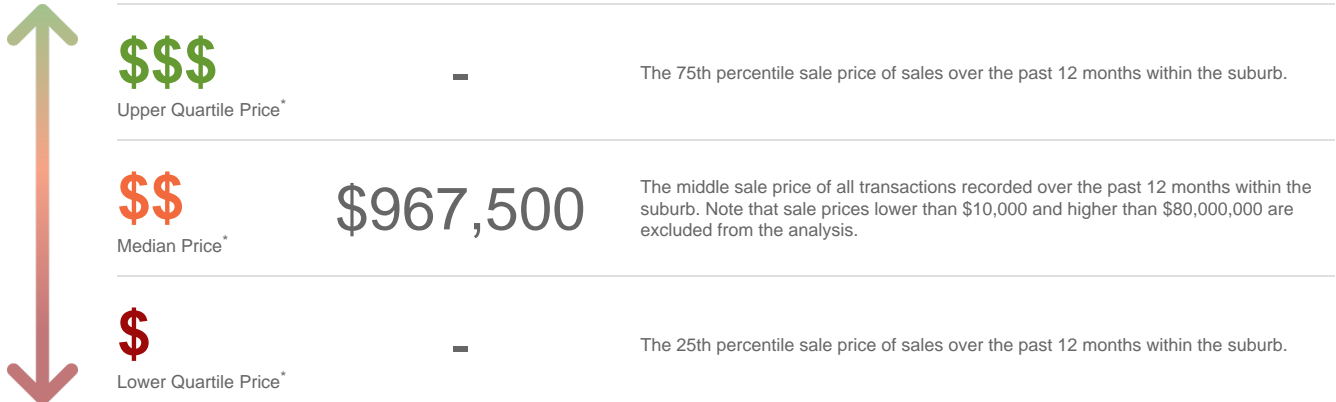 $$$
Upper Quartile Price*
-
The 75th percentile sale price of sales over the past 12 months within the suburb.
$$
Median Price*
$967,500
The middle sale price of all transactions recorded over the past 12 months within the
suburb. Note that sale prices lower than $10,000 and higher than $80,000,000 are
excluded from the analysis.
$
Lower Quartile Price*
-
The 25th percentile sale price of sales over the past 12 months within the suburb.